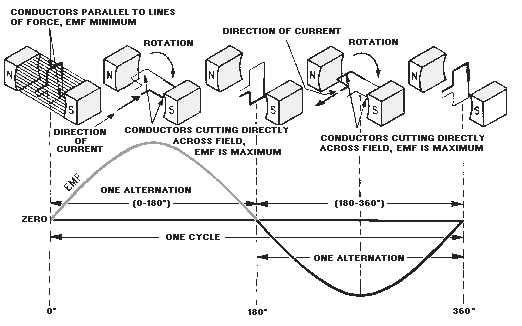 CONDUCTORS PARALLEL TO LINES
OF FORCE, EMF MINIMUM
DIRECTION OF CURRENT
ROTATION
ROTATION
N
S
N
S
N
S
N
S
N
S
DIRECTION
OF
CURRENT
CONDUCTORS CUTTING DIRECTLY
ACROSS FIELD,
EMF IS MAXIMUM
CONDUCTORS CUTTING DIRECTLY
ACROSS FIELD, EMF IS MAXIMUM
EMF
ONE ALTERNATION
(0-180°)
(180-360°)
ZERO
ONE CYCLE
ONE ALTERNATION
0°
180°
360°